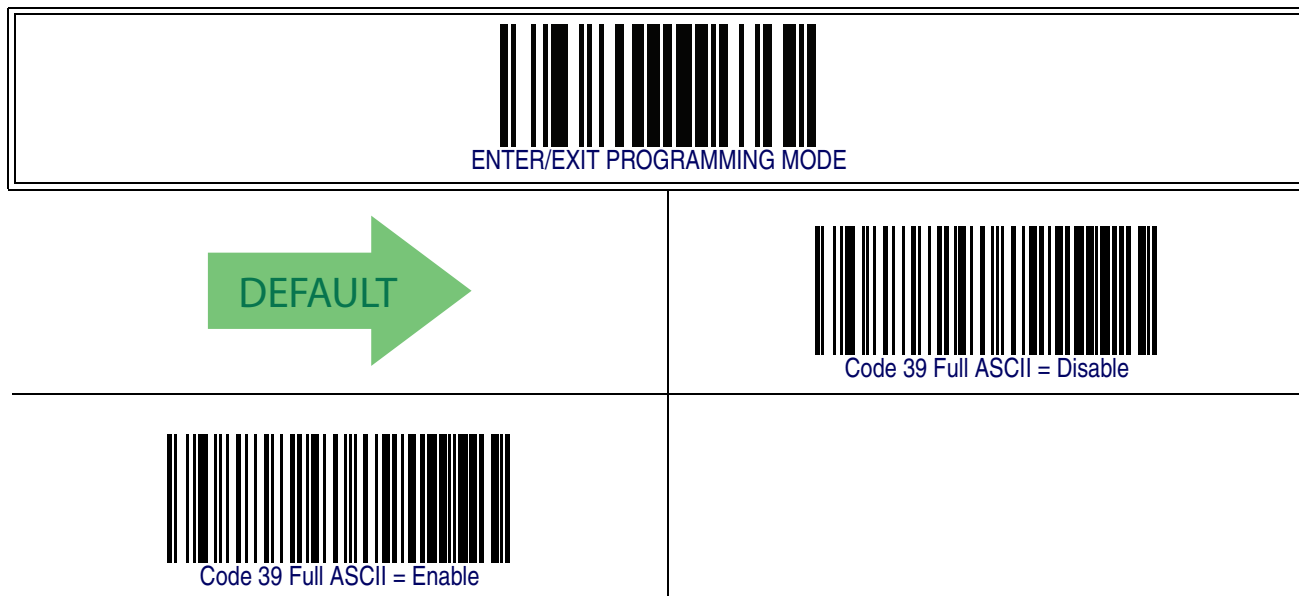 ENTER/EXIT PROGRAMMING MODE
DEFAULT
Code 39 Full ASCII = Disable
Code 39 Full ASCII = Enable